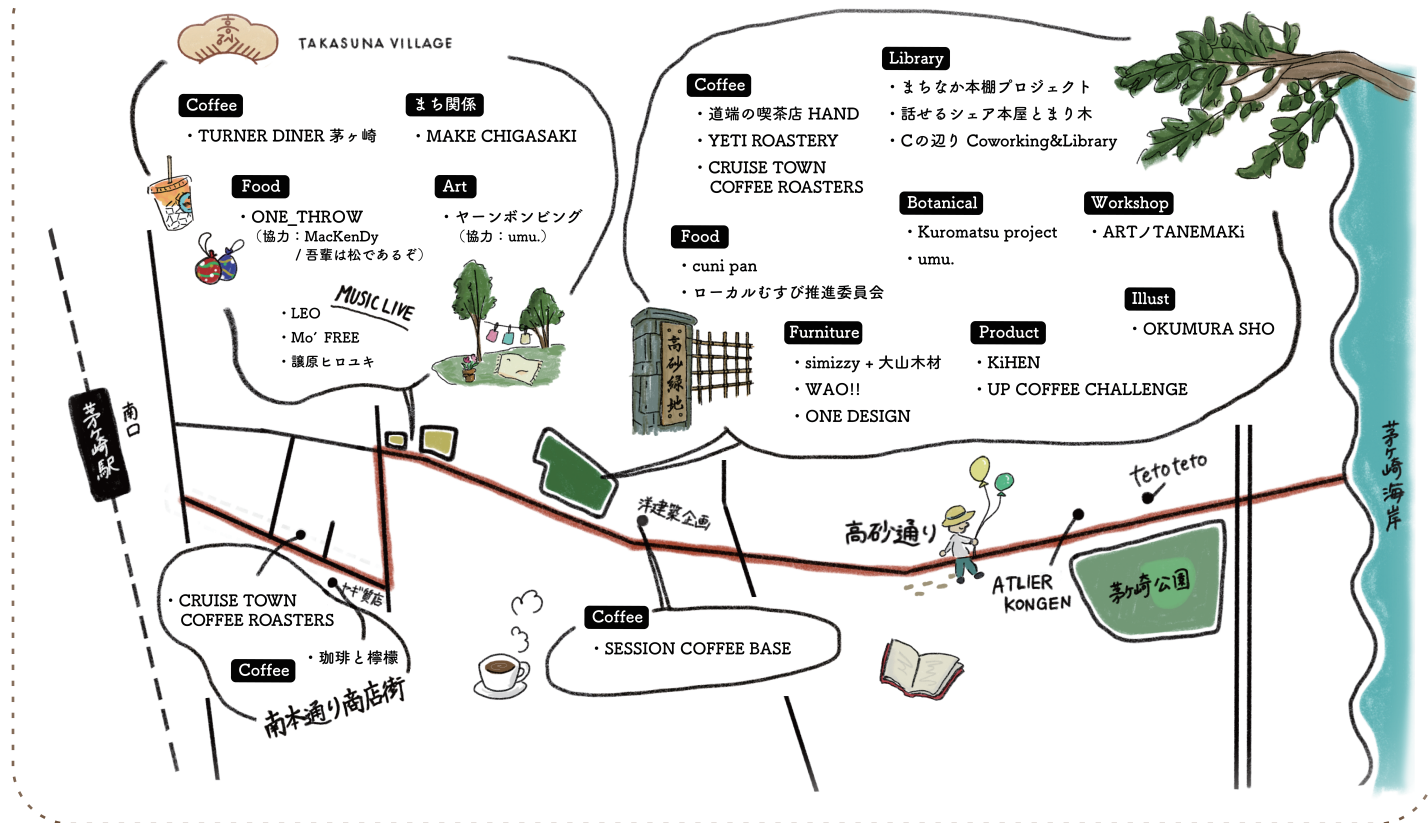 高砂
TAKASUNA VILLAGE
Coffee
・TURNER DINER 茅ヶ崎
まち関係
・MAKE CHIGASAKI
Food
・ONE_THROW
（協力：MacKenDy
/ 吾輩は松であるぞ）
Art
・ヤーンボンビング
（協力：umu.）
MUSIC LIVE
・LEO
・Mo´ FREE
・譲原ヒロユキ
Coffee
・道端の喫茶店 HAND
・YETI ROASTERY
・CRUISE TOWN
COFFEE ROASTERS
Library
・まちなか本棚プロジェクト
・話せるシェア本屋とまり木
・Cの辺り Coworking&Library
Food
・cuni pan
・ローカルむすび推進委員会
Botanical
・Kuromatsu project
・umu.
Workshop
・ARTノTANEMAKi
Illust
・OKUMURA SHO
Furniture
・simizzy + 大山木材
・WAO!!
・ONE DESIGN
Product
・KiHEN
・UP COFFEE CHALLENGE
高砂緑地
茅ヶ崎駅
南口
洋建築企画
高砂通り
tetoteto
ATLIER
KONGEN
茅ヶ崎公園
茅ヶ崎海岸
ヤギ質店
・CRUISE TOWN
COFFEE ROASTERS
・珈琲と檸檬
Coffee
南本通り商店街
Coffee
・SESSION COFFEE BASE